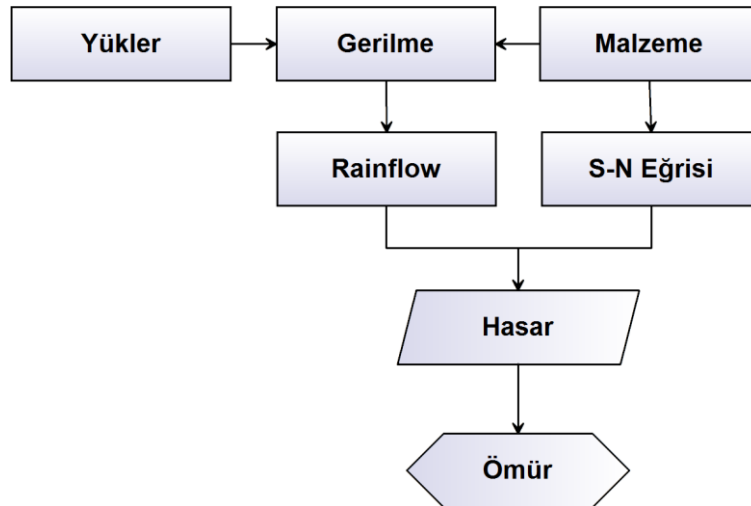 Yükler
Gerilme
Malzeme
Rainflow
S-N Eğrisi
Hasar
Ömür